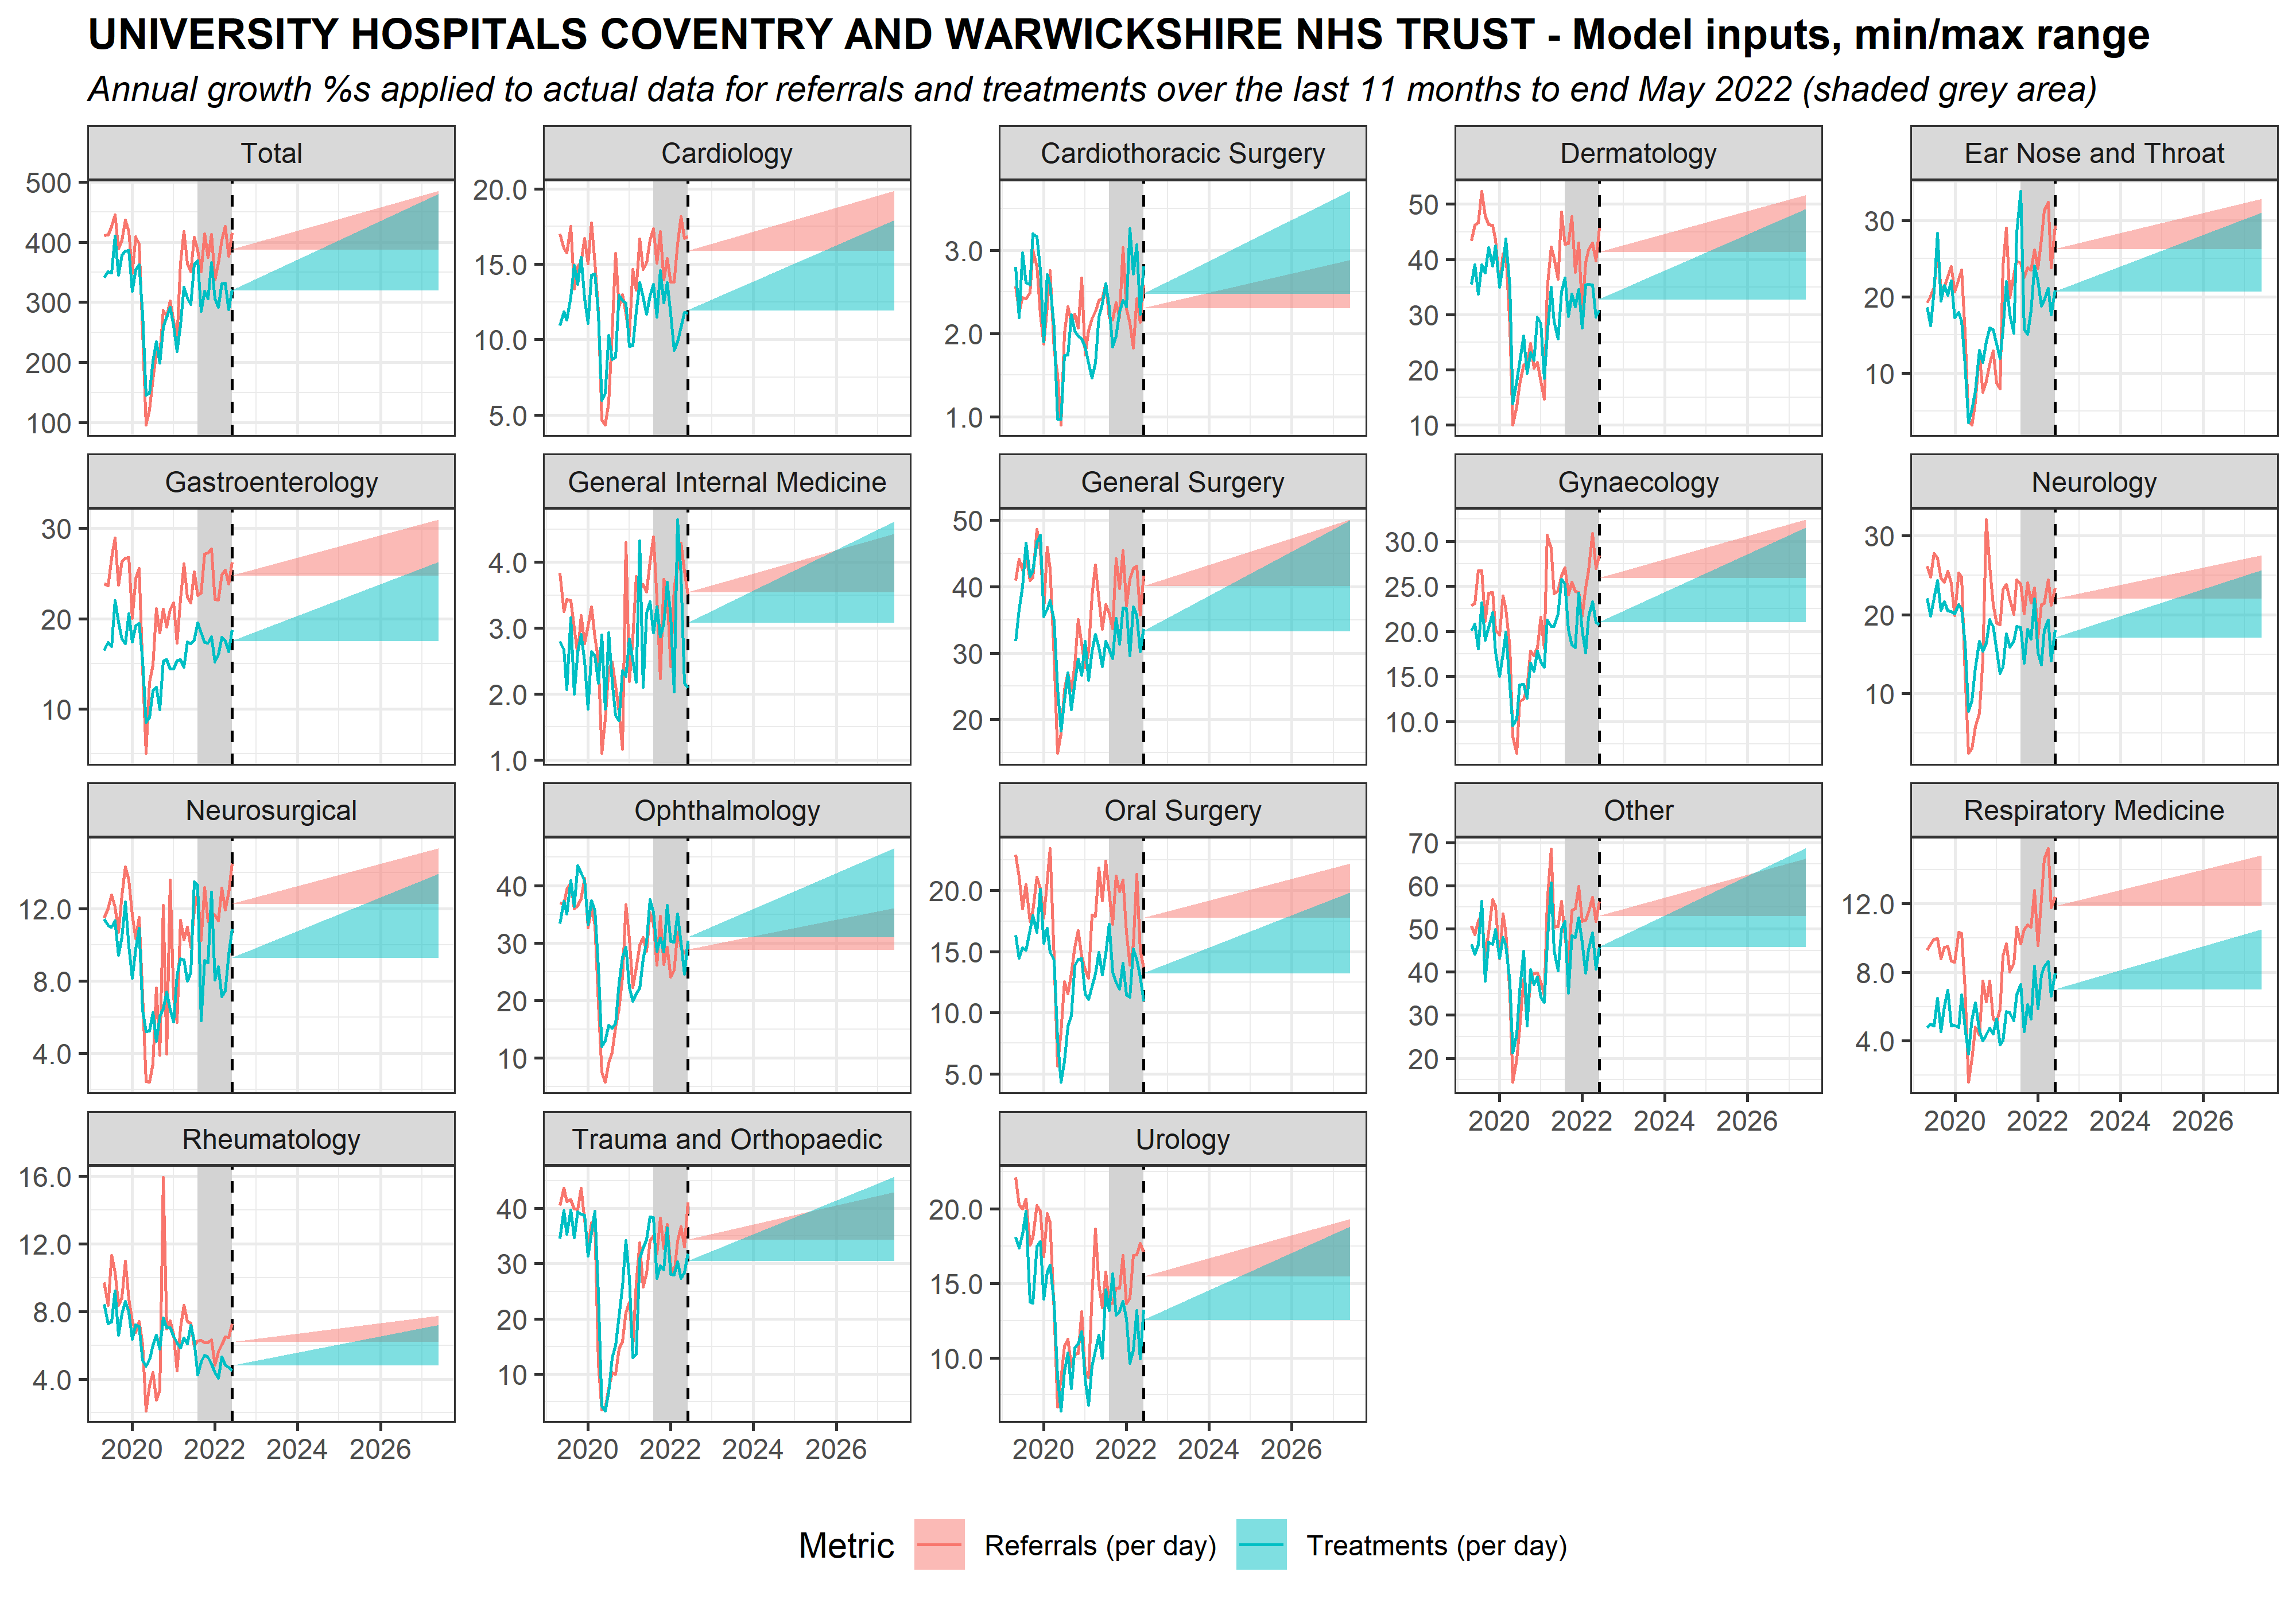 UNIVERSITY HOSPITALS COVENTRY AND WARWICKSHIRE NHS TRUST - Model inputs, min/max range
Annual growth %s applied to actual data for referrals and treatments over the last 11 months to end May 2022 (shaded grey area)
Total
500
400
300
200
100
Cardiology
20.0
15.0
10.0
5.0
Cardiothoracic Surgery
3.0
2.0
1.0
Dermatology
50
40
30
20
10
Ear Nose and Throat
30
20
10
Gastroenterology
30
20
10
General Internal Medicine
4.0
3.0
2.0
1.0
General Surgery
50
40
30
20
Gynaecology
30.0
25.0
20.0
15.0
10.0
Neurology
30
20
10
Neurosurgical
12.0
8.0
4.0
Ophthalmology
40
30
20
10
Oral Surgery
20.0
15.0
10.0
5.0
Other
70
60
50
40
30
20
2020 2022 2024 2026
Respiratory Medicine
12.0
8.0
4.0
2020 2022 2024 2026
Rheumatology
16.0
12.0
8.0
4.0
2020 2022 2024 2026
Trauma and Orthopaedic
40
30
20
10
2020 2022 2024 2026
Urology
20.0
15.0
10.0
2020 2022 2024 2026
Metric Referrals (per day) Treatments (per day)